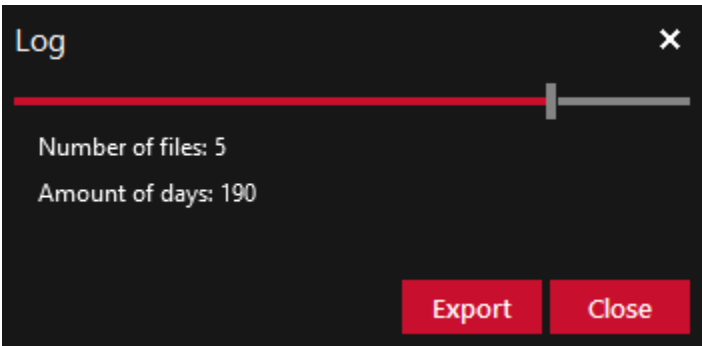 Log
Number of files: 5
Amount of days: 190
Export Close